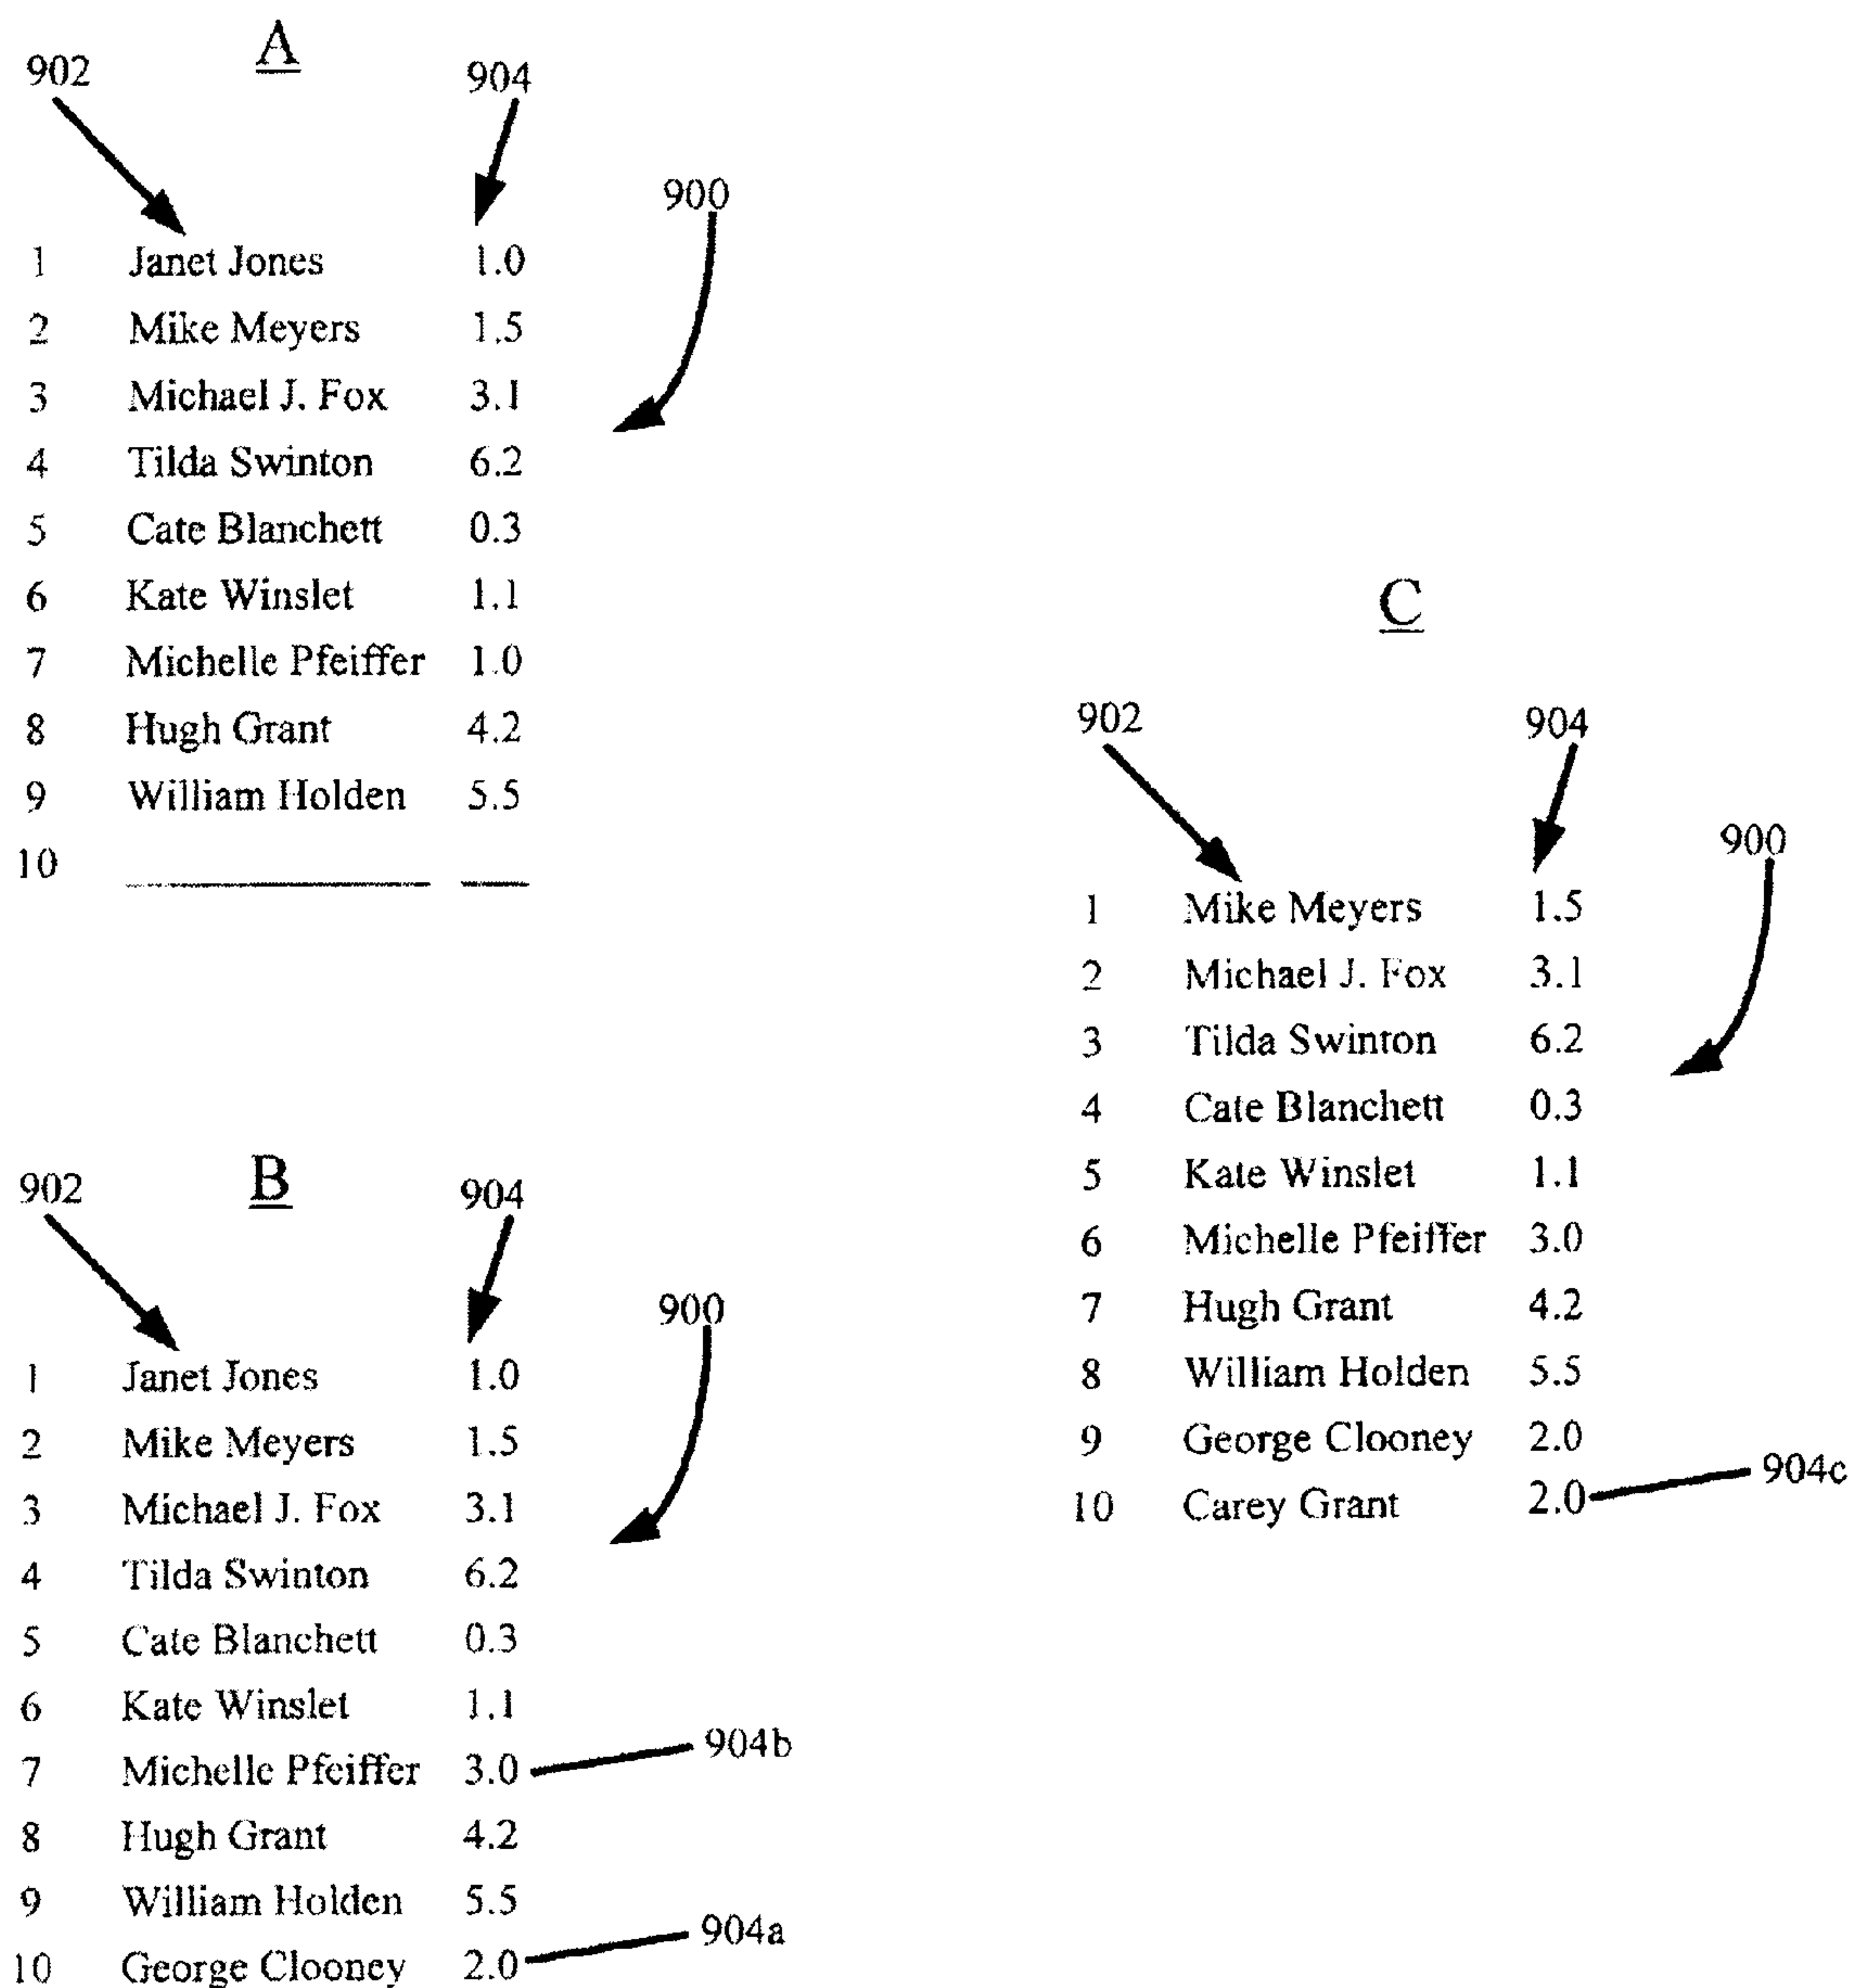 A
902 904
900
1 Janet Jones 1.0
2 Mike Meyers 1.5
3 Michael J. Fox 3.1
4 Tilda Swinton 6.2
5 Cate Blanchett 0.3
6 Kate Winslet 1.1
7 Michelle Pfeiffer 1.0
8 Hugh Grant 4.2
9 William Holden 5.5
10
B
902 904
900
1 Janet Jones 1.0
2 Mike Meyers 1.5
3 Michael J. Fox 3.1
4 Tilda Swinton 6.2
5 Cate Blanchett 0.3
6 Kate Winslet 1.1
7 Michelle Pfeiffer 3.0 904b
8 Hugh Grant 4.2
9 William Holden 5.5
10 George Clooney 2.0 904a
C
902 904
900
1 Mike Meyers 1.5
2 Michael J. Fox 3.1
3 Tilda Swinton 6.2
4 Cate Blanchett 0.3
5 Kate Winslet 1.1
6 Michelle Pfeiffer 3.0
7 Hugh Grant 4.2
8 William Holden 5.5
9 George Clooney 2.0
10 Carey Grant 2.0 904c